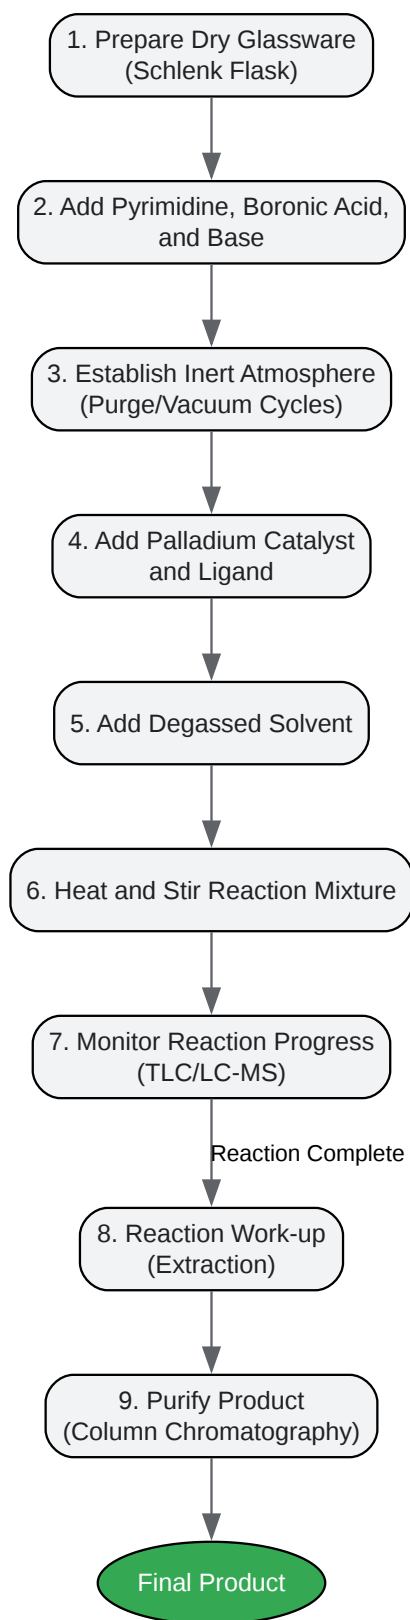 1. Prepare Dry Glassware
(Schlenk Flask)
2. Add Pyrimidine, Boronic Acid,
and Base
3. Establish Inert Atmosphere
(Purge/Vacuum Cycles)
4. Add Palladium Catalyst
and Ligand
5. Add Degassed Solvent
6. Heat and Stir Reaction Mixture
7. Monitor Reaction Progress
(TLC/LC-MS)
Reaction Complete
8. Reaction Work-up
(Extraction)
9. Purify Product
(Column Chromatography)
Final Product